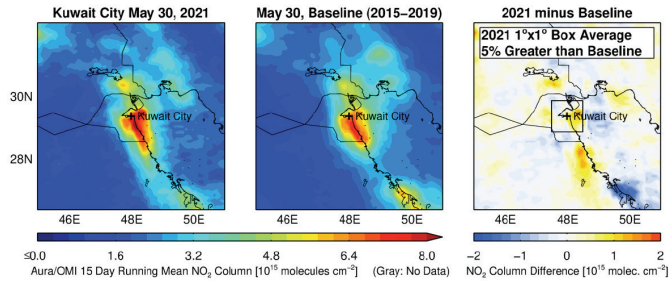 Kuwait City May 30, 2021
May 30, Baseline (2015−2019)
2021 minus Baseline
2021 1°x1° Box Average
5% Greater than Baseline
30N
28N
Kuwait City
Kuwait City
Kuwait City
46E 48E 50E
46E 48E 50E
46E 48E 50E
≤0.0 1.6 3.2 4.8 6.4 8.0
−2 −1 0 1 2
Aura/OMI 15 Day Running Mean NO₂ Column [10¹⁵ molecules cm⁻²] (Gray: No Data)
NO₂ Column Difference [10¹⁵ molec. cm⁻²]